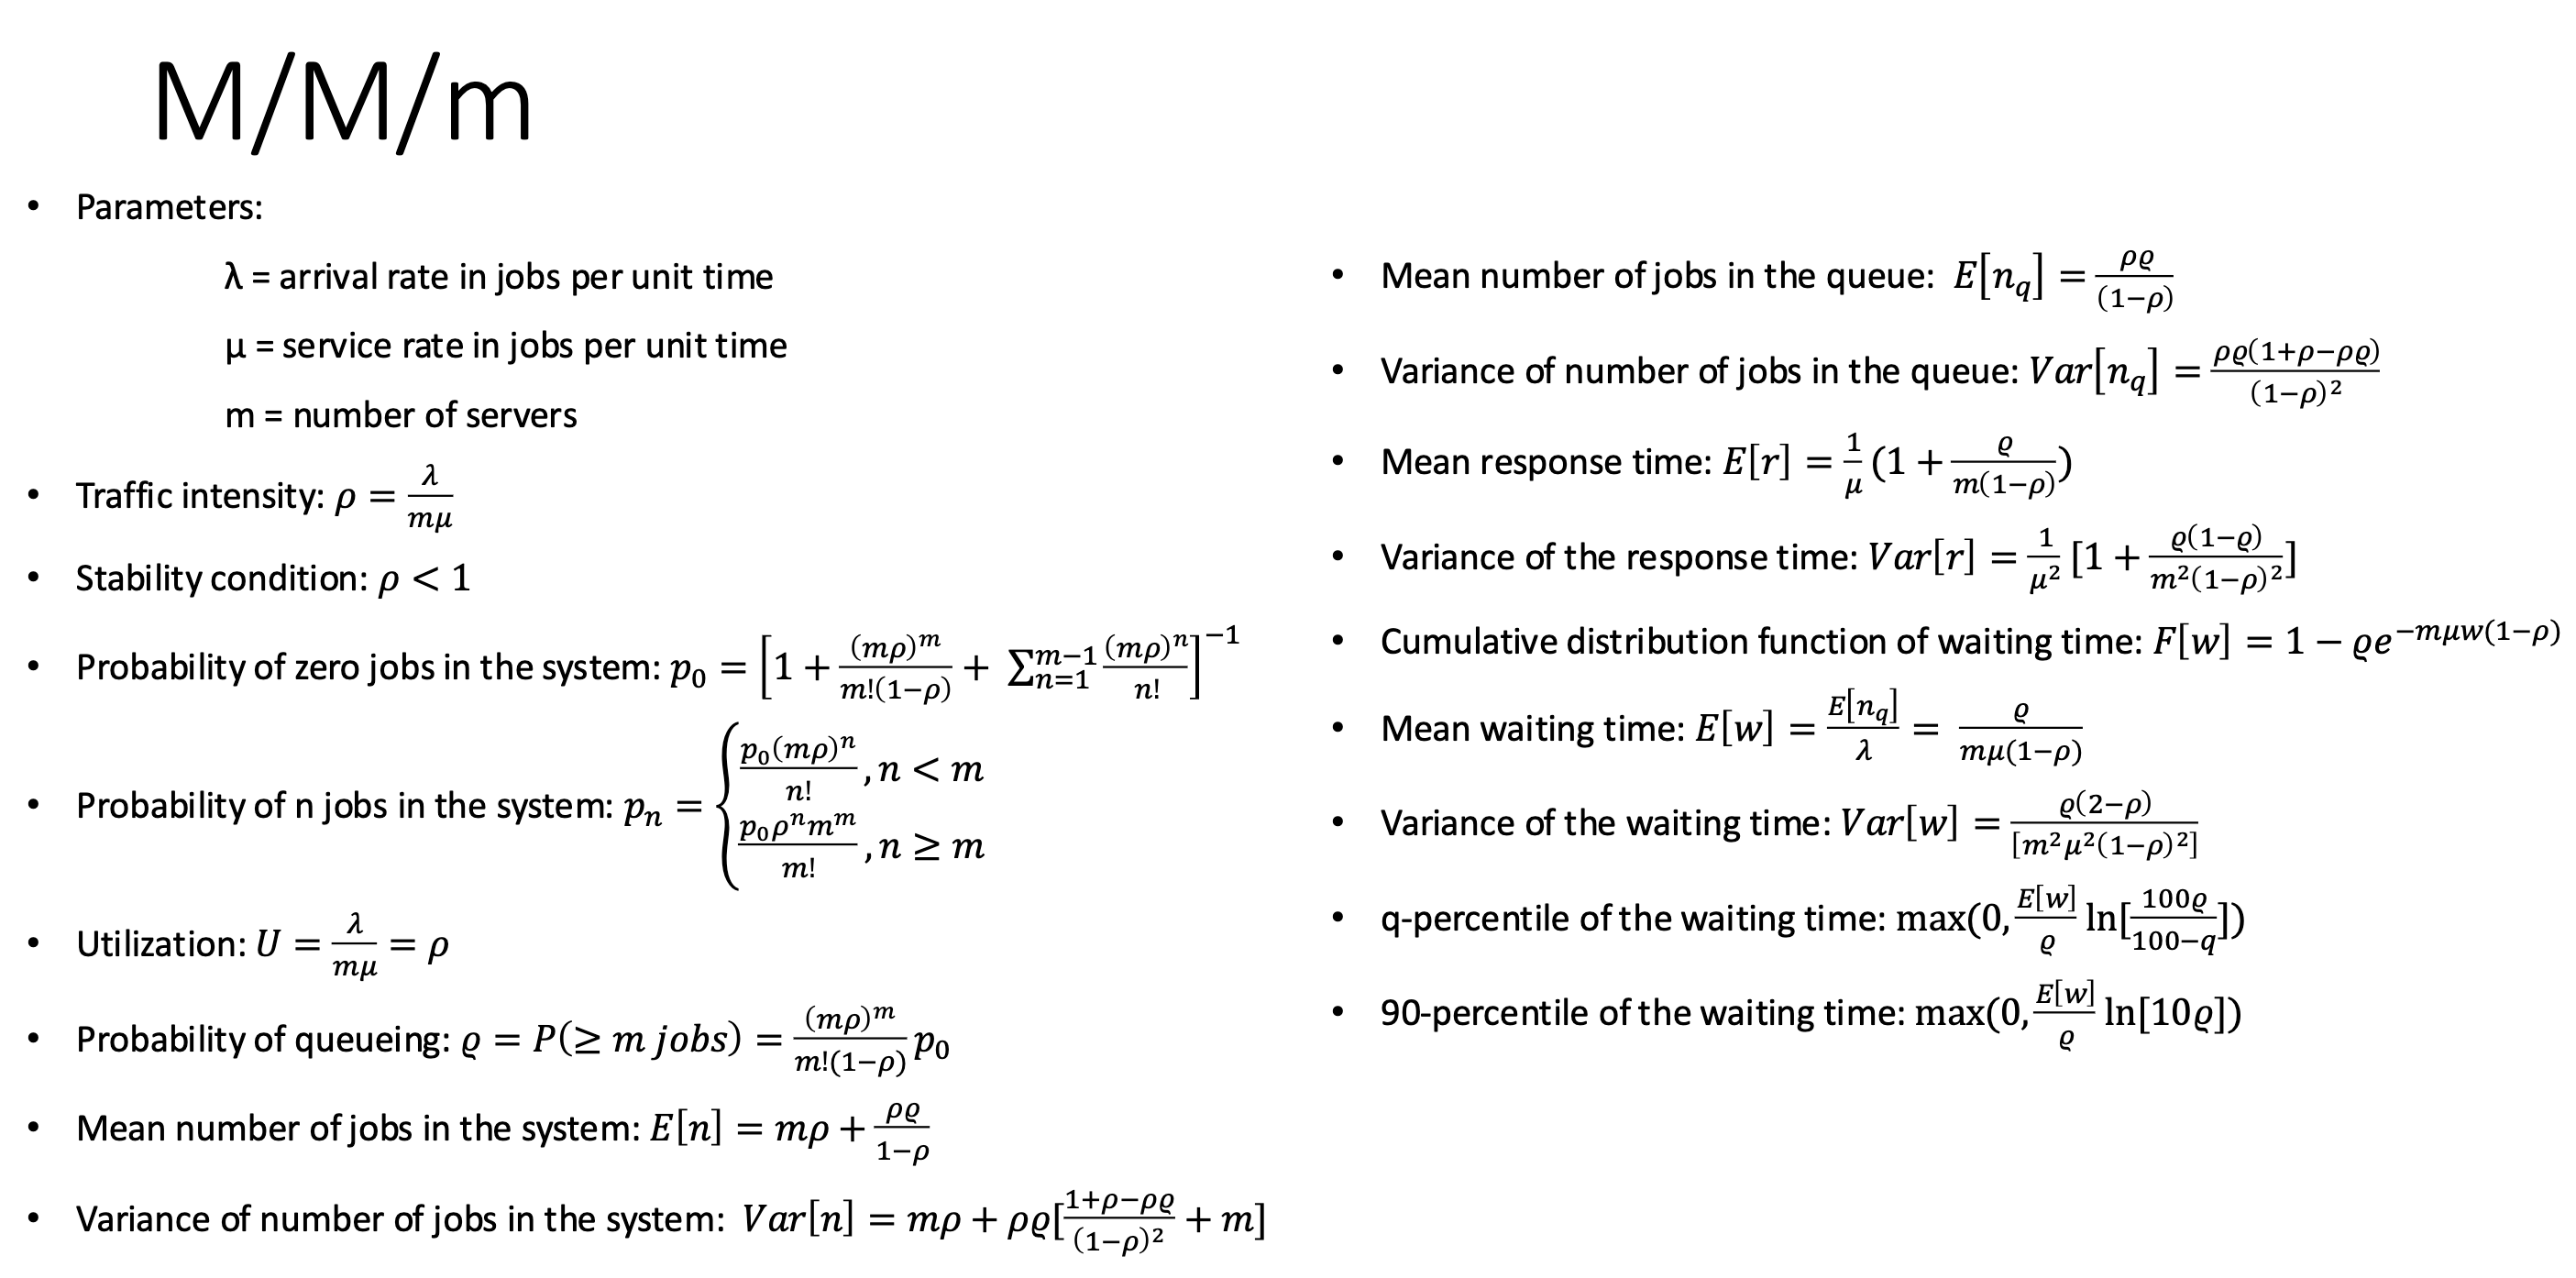 M/M/m
• Parameters:
λ = arrival rate in jobs per unit time
µ = service rate in jobs per unit time
m = number of servers
• Traffic intensity: $\rho = \frac{\lambda}{m\mu}$
• Stability condition: $\rho < 1$
• Probability of zero jobs in the system: $p_0 = \left[1 + \frac{(m\rho)^m}{m!(1-\rho)} + \sum_{n=1}^{m-1} \frac{(m\rho)^n}{n!}\right]^{-1}$
• Probability of n jobs in the system: $p_n = \begin{cases} \frac{p_0(m\rho)^n}{n!}, n < m \\ \frac{p_0\rho^n m^m}{m!}, n \geq m \end{cases}$
• Utilization: $U = \frac{\lambda}{m\mu} = \rho$
• Probability of queueing: $\varrho = P(\geq m\ jobs) = \frac{(m\rho)^m}{m!(1-\rho)} p_0$
• Mean number of jobs in the system: $E[n] = m\rho + \frac{\rho\varrho}{1-\rho}$
• Variance of number of jobs in the system: $Var[n] = m\rho + \rho\varrho[\frac{1+\rho-\rho\varrho}{(1-\rho)^2} + m]$
• Mean number of jobs in the queue: $E[n_q] = \frac{\rho\varrho}{(1-\rho)}$
• Variance of number of jobs in the queue: $Var[n_q] = \frac{\rho\varrho(1+\rho-\rho\varrho)}{(1-\rho)^2}$
• Mean response time: $E[r] = \frac{1}{\mu}(1 + \frac{\varrho}{m(1-\rho)})$
• Variance of the response time: $Var[r] = \frac{1}{\mu^2}[1 + \frac{\varrho(1-\varrho)}{m^2(1-\rho)^2}]$
• Cumulative distribution function of waiting time: $F[w] = 1 - \varrho e^{-m\mu w(1-\rho)}$
• Mean waiting time: $E[w] = \frac{E[n_q]}{\lambda} = \frac{\varrho}{m\mu(1-\rho)}$
• Variance of the waiting time: $Var[w] = \frac{\varrho(2-\rho)}{[m^2\mu^2(1-\rho)^2]}$
• q-percentile of the waiting time: $\max(0, \frac{E[w]}{\varrho} \ln[\frac{100\varrho}{100-q}])$
• 90-percentile of the waiting time: $\max(0, \frac{E[w]}{\varrho} \ln[10\varrho])$